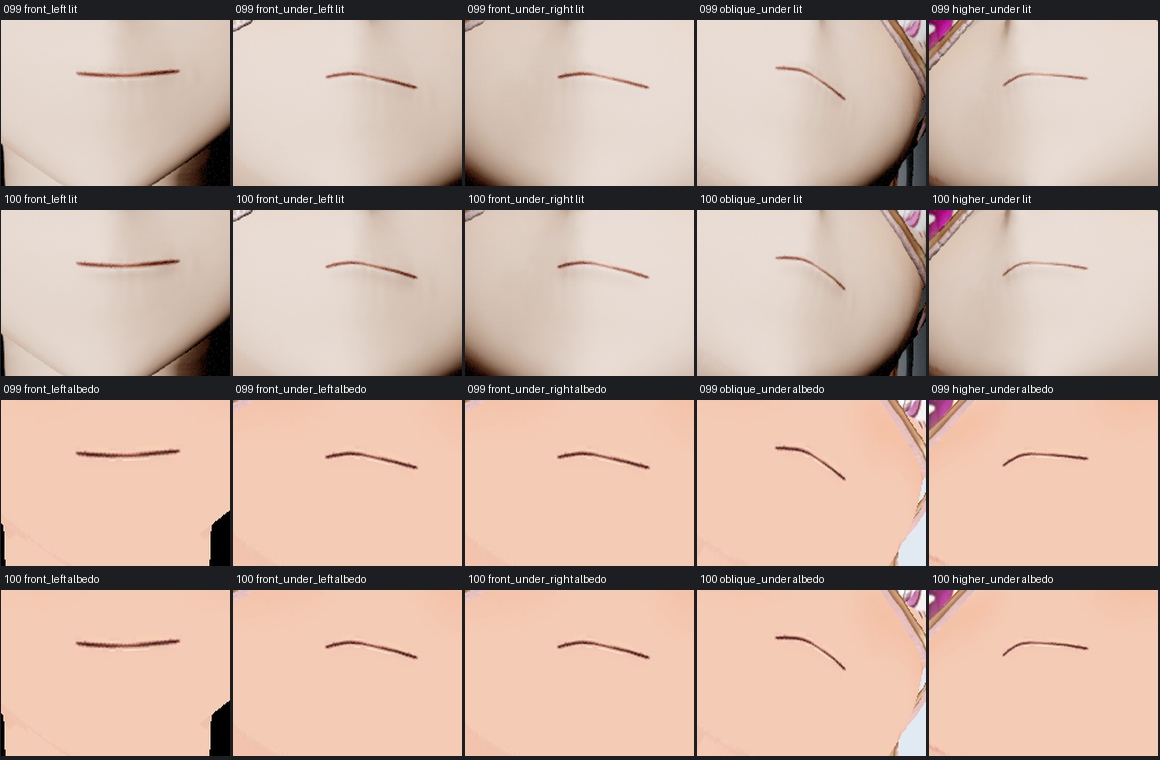 099 front_left lit
099 front_under_left lit
099 front_under_right lit
099 oblique_under lit
099 higher_under lit
100 front_left lit
100 front_under_left lit
100 front_under_right lit
100 oblique_under lit
100 higher_under lit
099 front_left albedo
099 front_under_left albedo
099 front_under_right albedo
099 oblique_under albedo
099 higher_under albedo
100 front_left albedo
100 front_under_left albedo
100 front_under_right albedo
100 oblique_under albedo
100 higher_under albedo